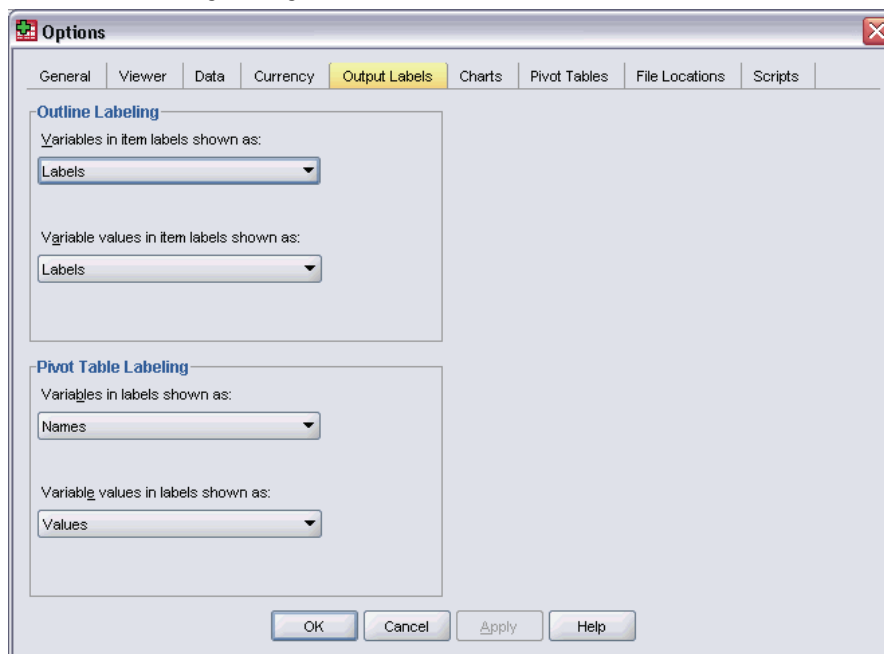 Options
General Viewer Data Currency Output Labels Charts Pivot Tables File Locations Scripts
Outline Labeling
Variables in item labels shown as:
Labels
Variable values in item labels shown as:
Labels
Pivot Table Labeling
Variables in labels shown as:
Names
Variable values in labels shown as:
Values
OK Cancel Apply Help